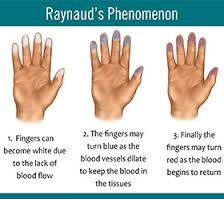 Raynaud's Phenomenon
1. Fingers can
become white due
to the lack of
blood flow
2. The fingers may
turn blue as the
blood vessels dilate
to keep the blood in
the tissues
3. Finally the
fingers may turn
red as the blood
begins to return